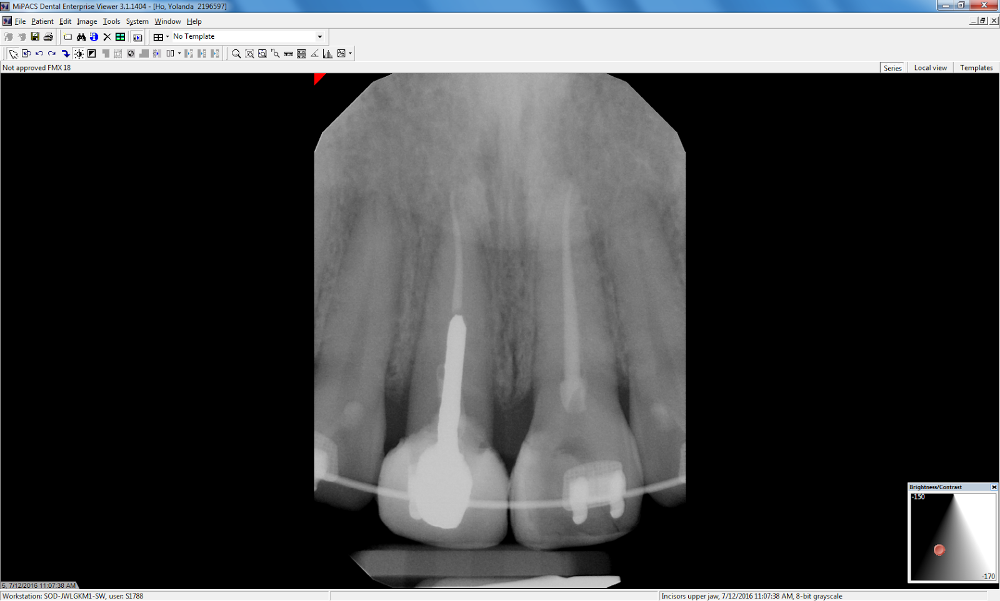 MiPACS Dental Enterprise Viewer 3.1.1404 - [Ho, Yolanda 2196597]
File Patient Edit Image Tools System Window Help
No Template
Not approved FMX 18
Series Local view Templates
Brightness/Contrast
-150
-170
5, 7/12/2016 11:07:38 AM
Workstation: SOD-JWLGKM1-SW, user: S1788
Incisors upper jaw, 7/12/2016 11:07:38 AM, 8-bit grayscale